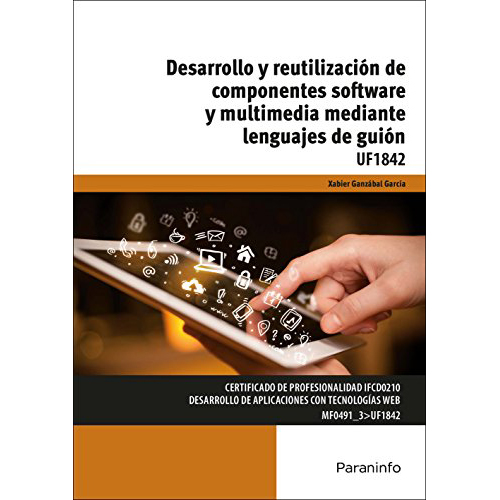 Desarrollo y reutilización de
componentes software
y multimedia mediante
lenguajes de guión
UF1842
Xabier Ganzábal García
CERTIFICADO DE PROFESIONALIDAD IFCD0210
DESARROLLO DE APLICACIONES CON TECNOLOGÍAS WEB
MF0491_3>UF1842
Paraninfo